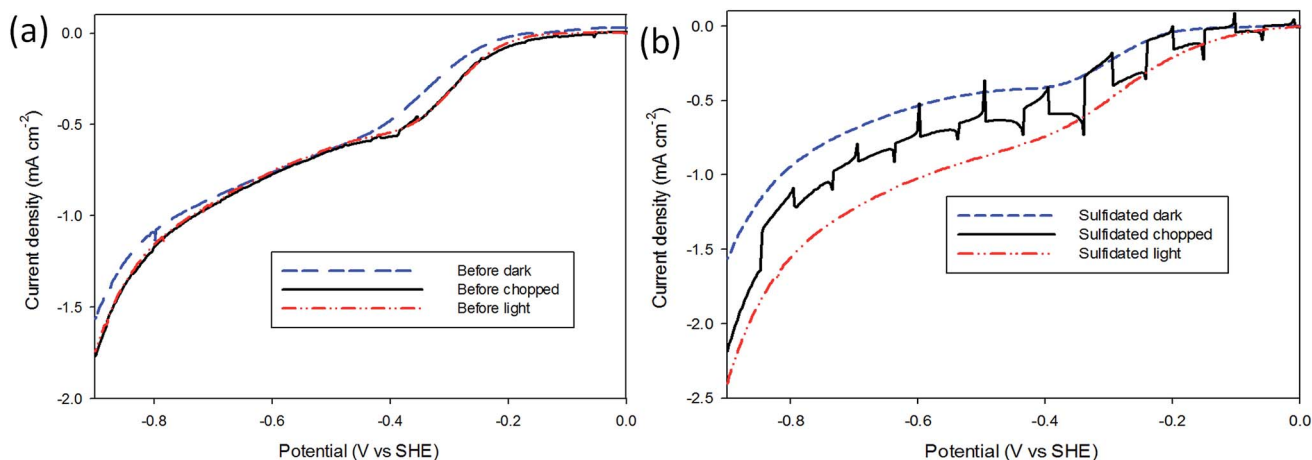 (a)
0.0
-0.5
-1.0
-1.5
-2.0
Current density (mA cm⁻²)
Before dark
Before chopped
Before light
-0.8
-0.6
-0.4
-0.2
0.0
Potential (V vs SHE)
(b)
0.0
-0.5
-1.0
-1.5
-2.0
-2.5
Current density (mA cm⁻²)
Sulfidated dark
Sulfidated chopped
Sulfidated light
-0.8
-0.6
-0.4
-0.2
0.0
Potential (V vs SHE)